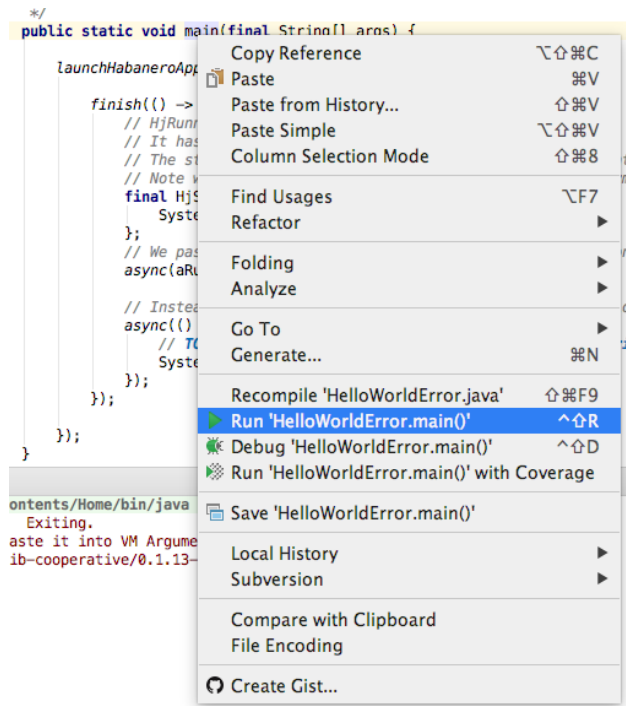 */
public static void main(final String[] args) {
launchHabaneroApp
finish(() ->
// HjRunn
// It has
// The st
// Note w
final HjS
Syste
};
// We pas
async(aRu
// Instea
async(()
// TO
Syste
});
});
});
}
ontents/Home/bin/java
Exiting.
aste it into VM Argume
ib-cooperative/0.1.13-
Copy Reference ⌥⇧⌘C
Paste ⌘V
Paste from History... ⇧⌘V
Paste Simple ⌥⇧⌘V
Column Selection Mode ⇧⌘8
Find Usages ⌥F7
Refactor
Folding
Analyze
Go To
Generate... ⌘N
Recompile 'HelloWorldError.java' ⇧⌘F9
Run 'HelloWorldError.main()' ^⇧R
Debug 'HelloWorldError.main()' ^⇧D
Run 'HelloWorldError.main()' with Coverage
Save 'HelloWorldError.main()'
Local History
Subversion
Compare with Clipboard
File Encoding
Create Gist...